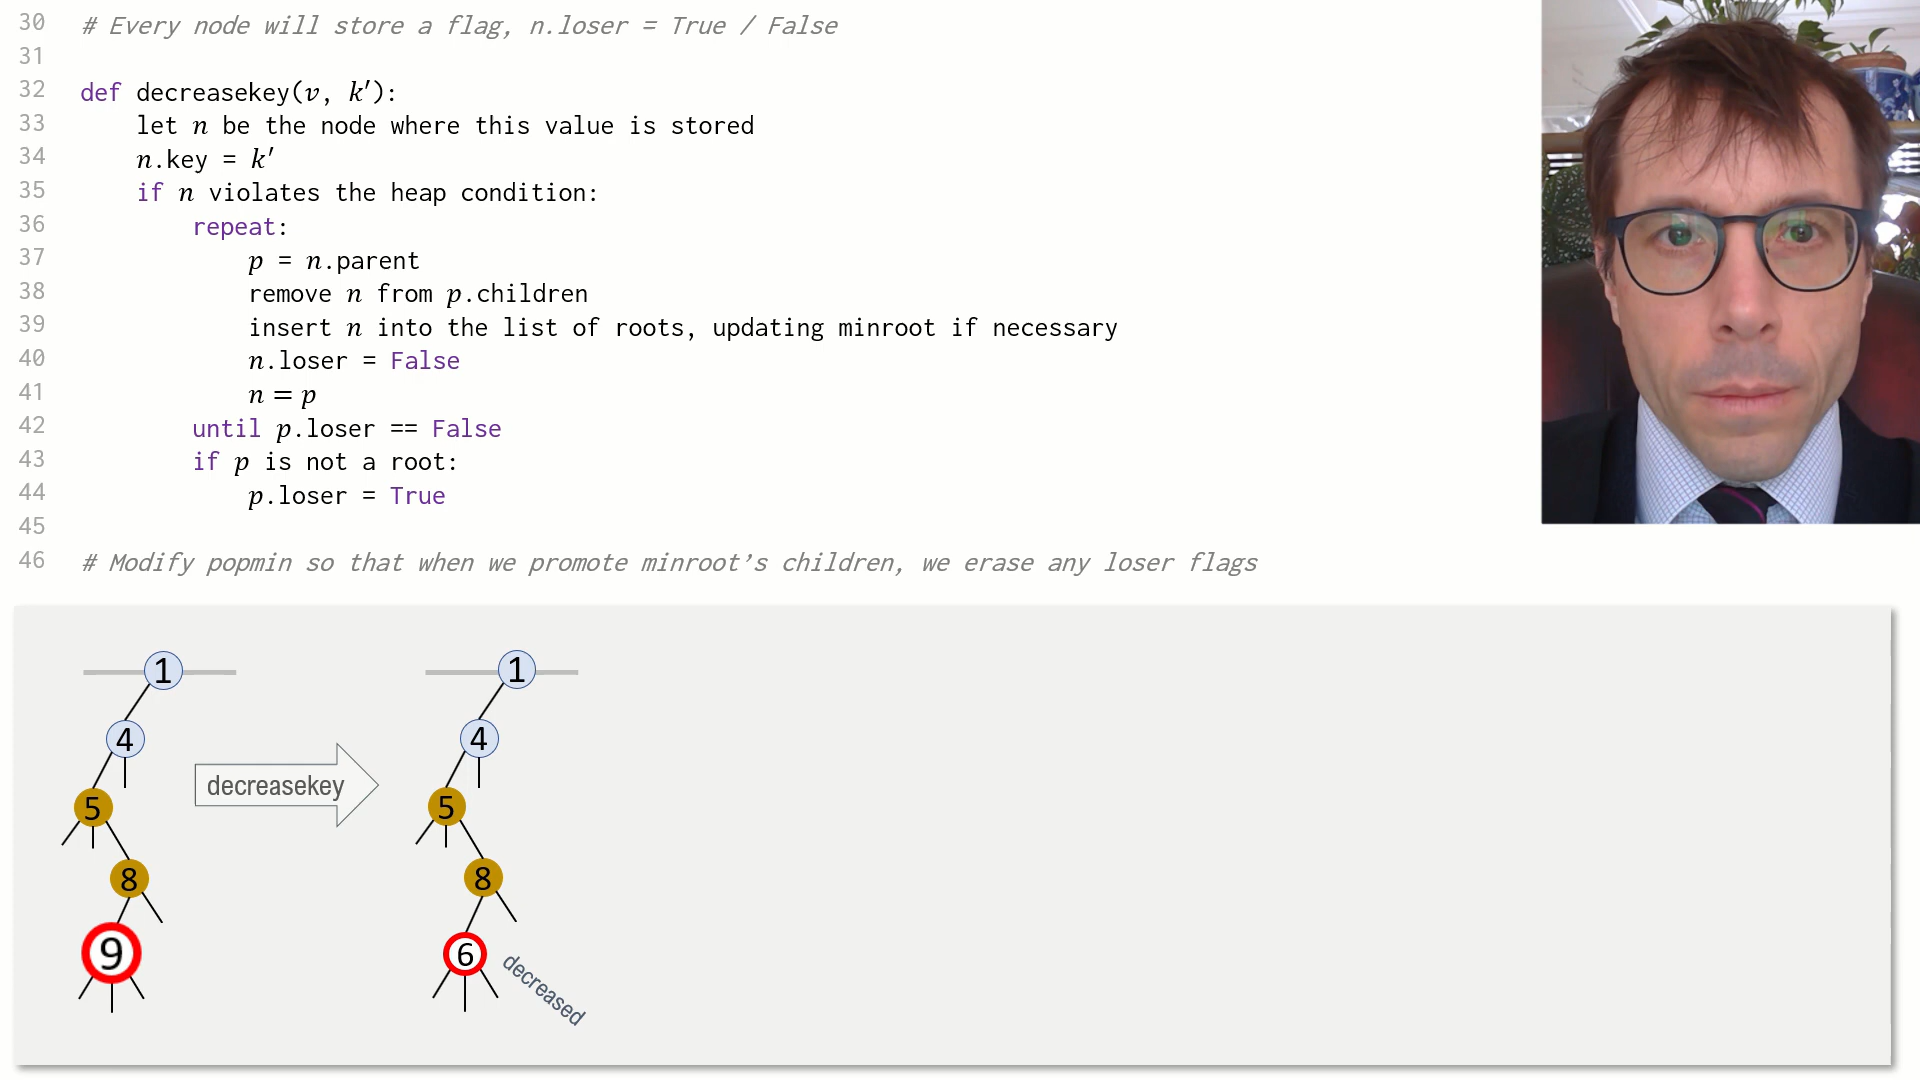 30 # Every node will store a flag, n.loser = True / False
31
32 def decreasekey(v, k′):
33 let n be the node where this value is stored
34 n.key = k′
35 if n violates the heap condition:
36 repeat:
37 p = n.parent
38 remove n from p.children
39 insert n into the list of roots, updating minroot if necessary
40 n.loser = False
41 n = p
42 until p.loser == False
43 if p is not a root:
44 p.loser = True
45
46 # Modify popmin so that when we promote minroot’s children, we erase any loser flags
1
4
5
8
9
decreasekey
1
4
5
8
6
decreased